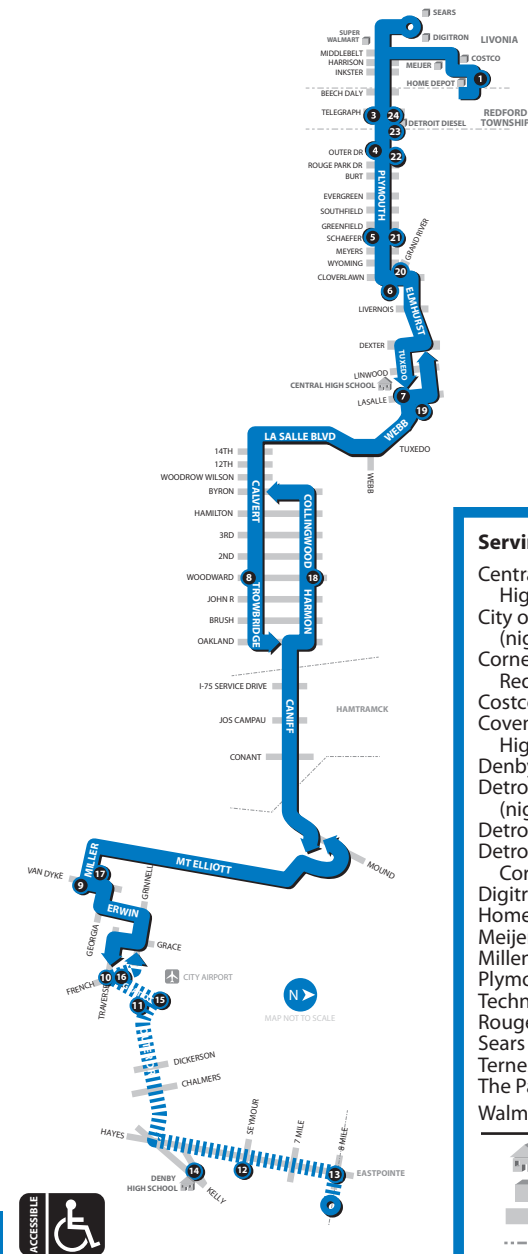 SEARS
SUPER
WALMART
DIGITRON
LIVONIA
MIDDLEBELT
HARRISON
INKSTER
COSTCO
MEIJER
HOME DEPOT
1
BEECH DALY
TELEGRAPH
3
24
DETROIT DIESEL
REDFORD
TOWNSHIP
23
OUTER DR
4
22
ROUGE PARK DR
BURT
PLYMOUTH
EVERGREEN
SOUTHFIELD
GREENFIELD
SCHAEFER
5
21
MEYERS
WYOMING
GRAND RIVER
CLOVERLAWN
20
6
ELMHURST
LIVERNOIS
DEXTER
TUXEDO
LINWOOD
CENTRAL HIGH SCHOOL
LASALLE
7
19
WEBB
TUXEDO
LA SALLE BLVD
WEBB
14TH
12TH
WOODROW WILSON
BYRON
CALVERT
COLLINGWOOD
HAMILTON
3RD
2ND
WOODWARD
8
18
TROWBRIDGE
HARMON
JOHN R
BRUSH
OAKLAND
I-75 SERVICE DRIVE
CANIFF
HAMTRAMCK
JOS CAMPAU
CONANT
MOUND
MT ELLIOTT
MILLER
VAN DYKE
9
17
GRINNELL
ERWIN
GEORGIA
GRACE
FRENCH
10
16
CITY AIRPORT
TRAVERSE
11
15
N
MAP NOT TO SCALE
DICKERSON
CHALMERS
HAYES
SEYMOUR
7 MILE
8 MILE
14
12
13
EASTPOINTE
DENBY
HIGH SCHOOL
KELLY
ACCESSIBLE
Servin
Centra
Hig
City o
(nig
Corne
Rec
Costc
Cover
Hig
Denby
Detro
(nig
Detro
Detro
Cor
Digitr
Home
Meije
Miller
Plymo
Techn
Rouge
Sears
Terne
The Pa
Walm